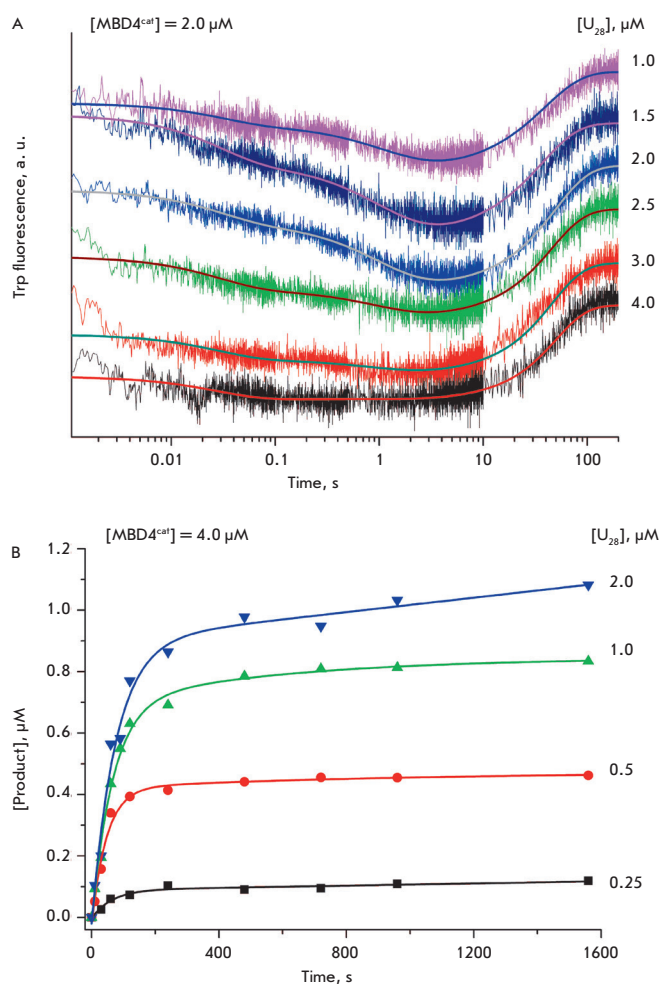 A
[MBD4ᶜᵃᵗ] = 2.0 µM
[U₂₈], µM
1.0
1.5
2.0
2.5
3.0
4.0
Trp fluorescence, a. u.
0.01 0.1 1 10 100
Time, s
B
[MBD4ᶜᵃᵗ] = 4.0 µM
[U₂₈], µM
1.2
1.0
0.8
0.6
0.4
0.2
0.0
[Product], µM
2.0
1.0
0.5
0.25
0 400 800 1200 1600
Time, s